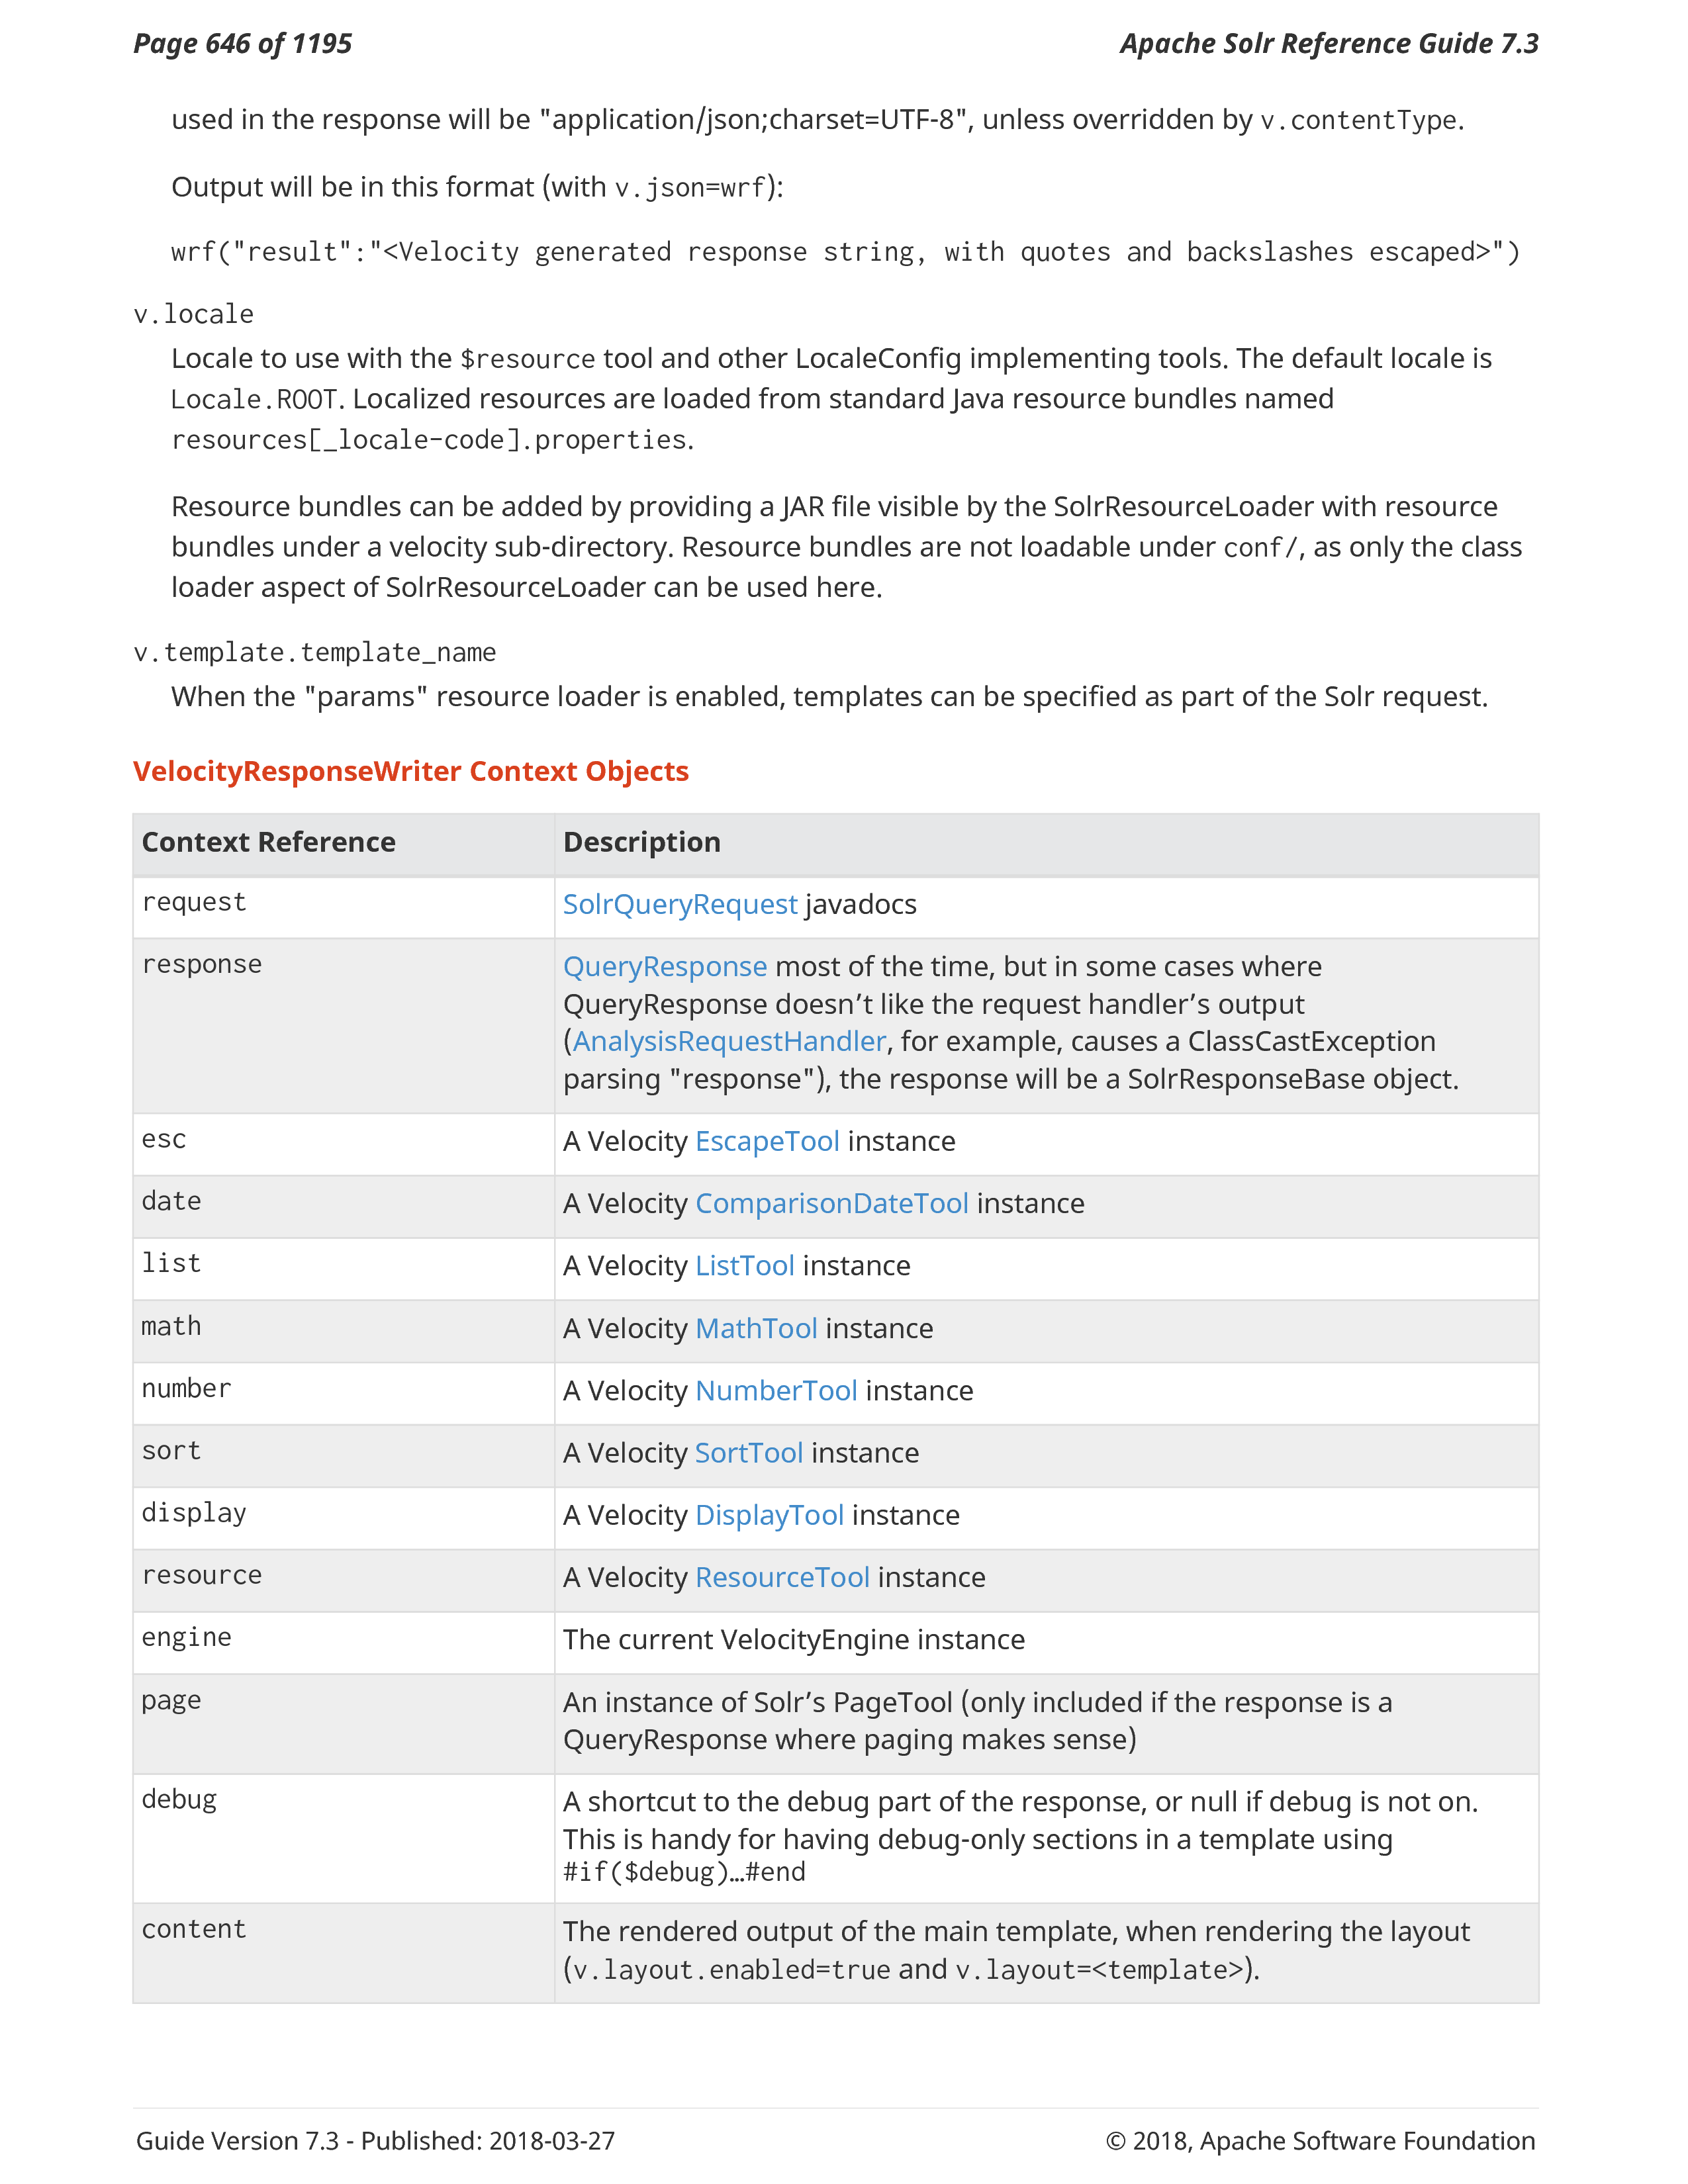 Page 646 of 1195
Apache Solr Reference Guide 7.3
used in the response will be "application/json;charset=UTF-8", unless overridden by v.contentType.
Output will be in this format (with v.json=wrf):
wrf("result":"<Velocity generated response string, with quotes and backslashes escaped>")
v.locale
Locale to use with the $resource tool and other LocaleConfig implementing tools. The default locale is
Locale.ROOT. Localized resources are loaded from standard Java resource bundles named
resources[_locale-code].properties.
Resource bundles can be added by providing a JAR file visible by the SolrResourceLoader with resource
bundles under a velocity sub-directory. Resource bundles are not loadable under conf/, as only the class
loader aspect of SolrResourceLoader can be used here.
v.template.template_name
When the "params" resource loader is enabled, templates can be specified as part of the Solr request.
VelocityResponseWriter Context Objects
Context Reference
Description
request
SolrQueryRequest javadocs
response
QueryResponse most of the time, but in some cases where
QueryResponse doesn’t like the request handler’s output
(AnalysisRequestHandler, for example, causes a ClassCastException
parsing "response"), the response will be a SolrResponseBase object.
esc
A Velocity EscapeTool instance
date
A Velocity ComparisonDateTool instance
list
A Velocity ListTool instance
math
A Velocity MathTool instance
number
A Velocity NumberTool instance
sort
A Velocity SortTool instance
display
A Velocity DisplayTool instance
resource
A Velocity ResourceTool instance
engine
The current VelocityEngine instance
page
An instance of Solr’s PageTool (only included if the response is a
QueryResponse where paging makes sense)
debug
A shortcut to the debug part of the response, or null if debug is not on.
This is handy for having debug-only sections in a template using
#if($debug)…#end
content
The rendered output of the main template, when rendering the layout
(v.layout.enabled=true and v.layout=<template>).
Guide Version 7.3 - Published: 2018-03-27
© 2018, Apache Software Foundation